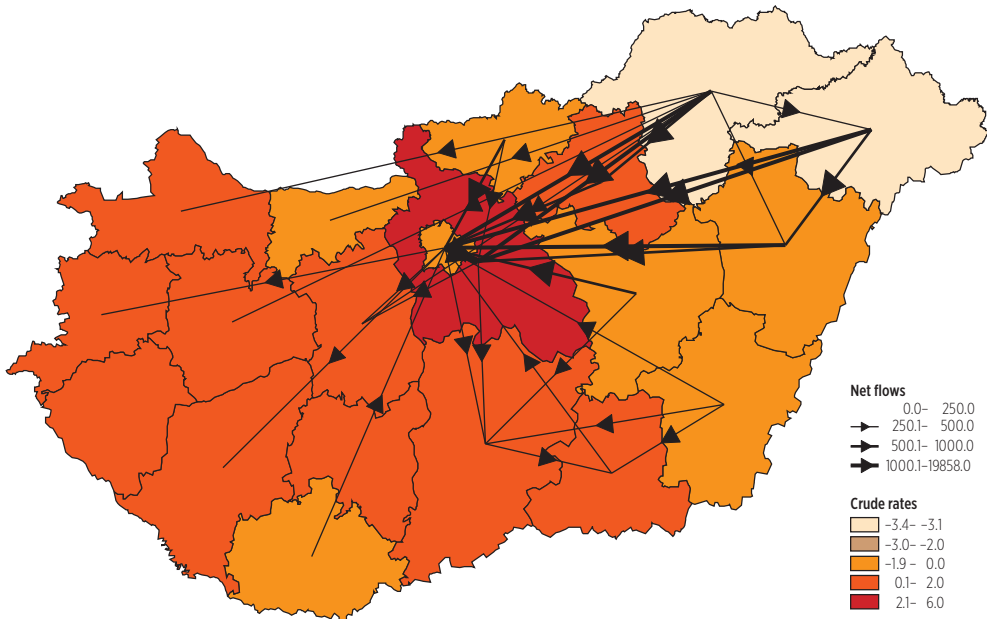 Net flows
0.0– 250.0
250.1– 500.0
500.1– 1000.0
1000.1–19858.0
Crude rates
–3.4– –3.1
–3.0– –2.0
–1.9 – 0.0
0.1– 2.0
2.1– 6.0